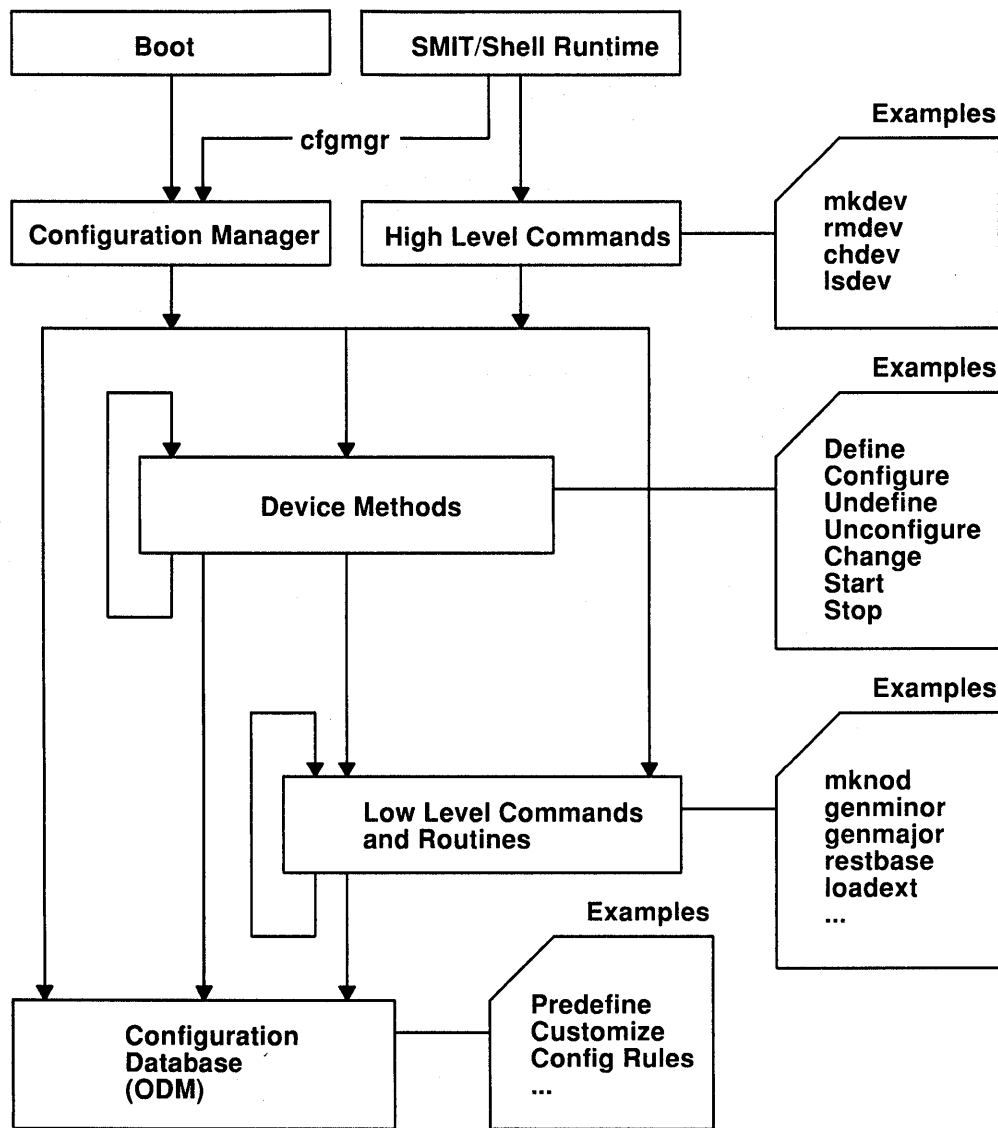 Boot
SMIT/Shell Runtime
cfgmgr
Examples
mkdev
rmdev
chdev
lsdev
Configuration Manager
High Level Commands
Examples
Define
Configure
Undefine
Unconfigure
Change
Start
Stop
Device Methods
Examples
mknod
genminor
genmajor
restbase
loadext
...
Low Level Commands
and Routines
Examples
Predefine
Customize
Config Rules
...
Configuration
Database
(ODM)